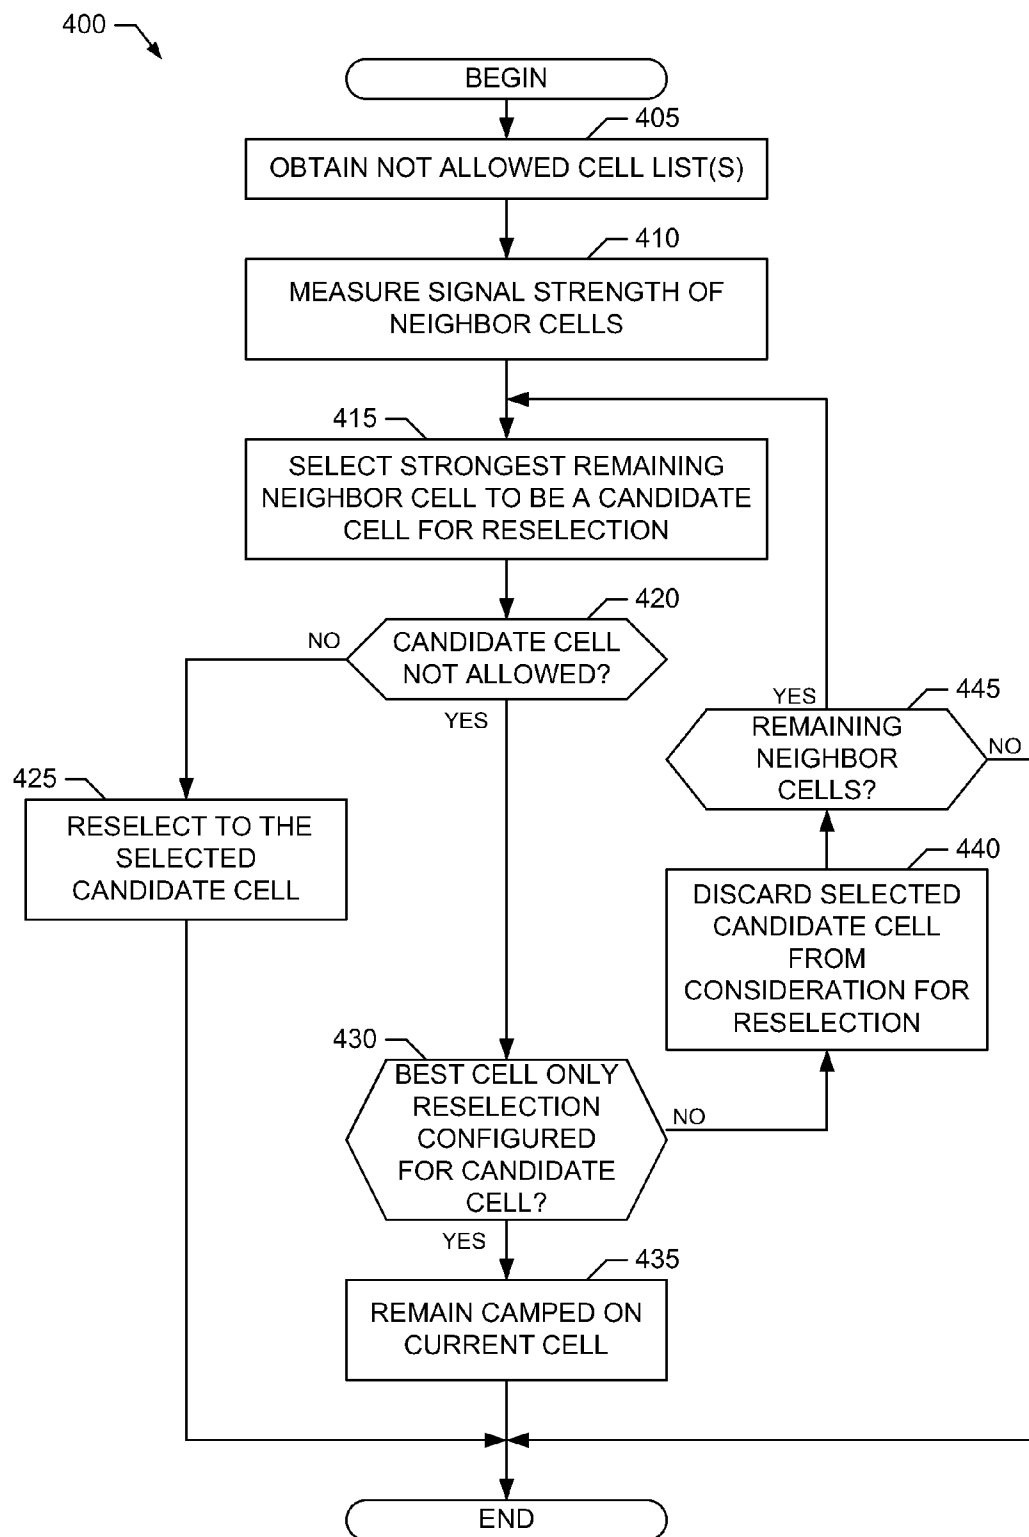 400
BEGIN
405
OBTAIN NOT ALLOWED CELL LIST(S)
410
MEASURE SIGNAL STRENGTH OF
NEIGHBOR CELLS
415
SELECT STRONGEST REMAINING
NEIGHBOR CELL TO BE A CANDIDATE
CELL FOR RESELECTION
420
CANDIDATE CELL
NOT ALLOWED?
NO
YES
425
RESELECT TO THE
SELECTED
CANDIDATE CELL
445
YES
REMAINING
NEIGHBOR
CELLS?
NO
440
DISCARD SELECTED
CANDIDATE CELL
FROM
CONSIDERATION FOR
RESELECTION
430
BEST CELL ONLY
RESELECTION
CONFIGURED
FOR CANDIDATE
CELL?
NO
YES
435
REMAIN CAMPED ON
CURRENT CELL
END